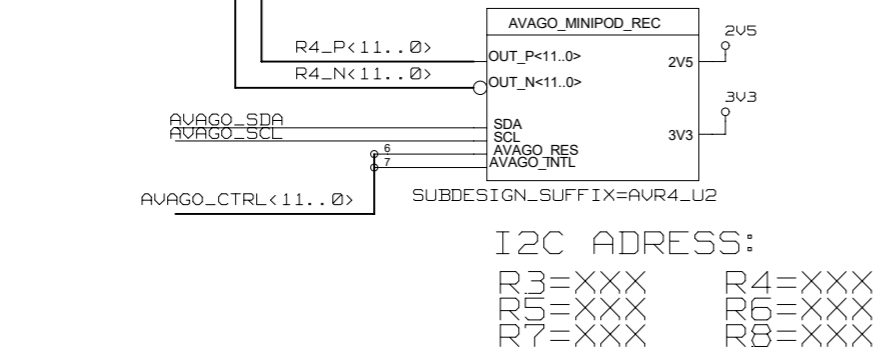 AVAGO_MINIPOD_REC
2V5
R4_P<11..0>
OUT_P<11..0>
2V5
R4_N<11..0>
OUT_N<11..0>
3V3
AVAGO_SDA
SDA
AVAGO_SCL
SCL
3V3
6
AVAGO_RES
7
AVAGO_INTL
AVAGO_CTRL<11..0>
SUBDESIGN_SUFFIX=AVR4_U2
I2C ADRESS:
R3=XXX R4=XXX
R5=XXX R6=XXX
R7=XXX R8=XXX